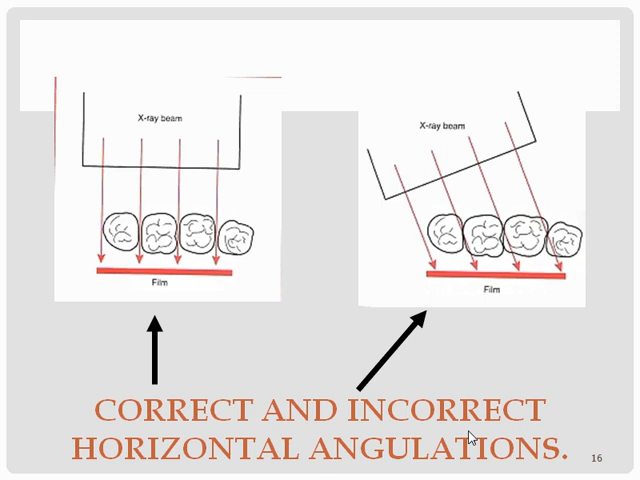 X-ray beam
Film
X-ray beam
Film
CORRECT AND INCORRECT
HORIZONTAL ANGULATIONS.
16